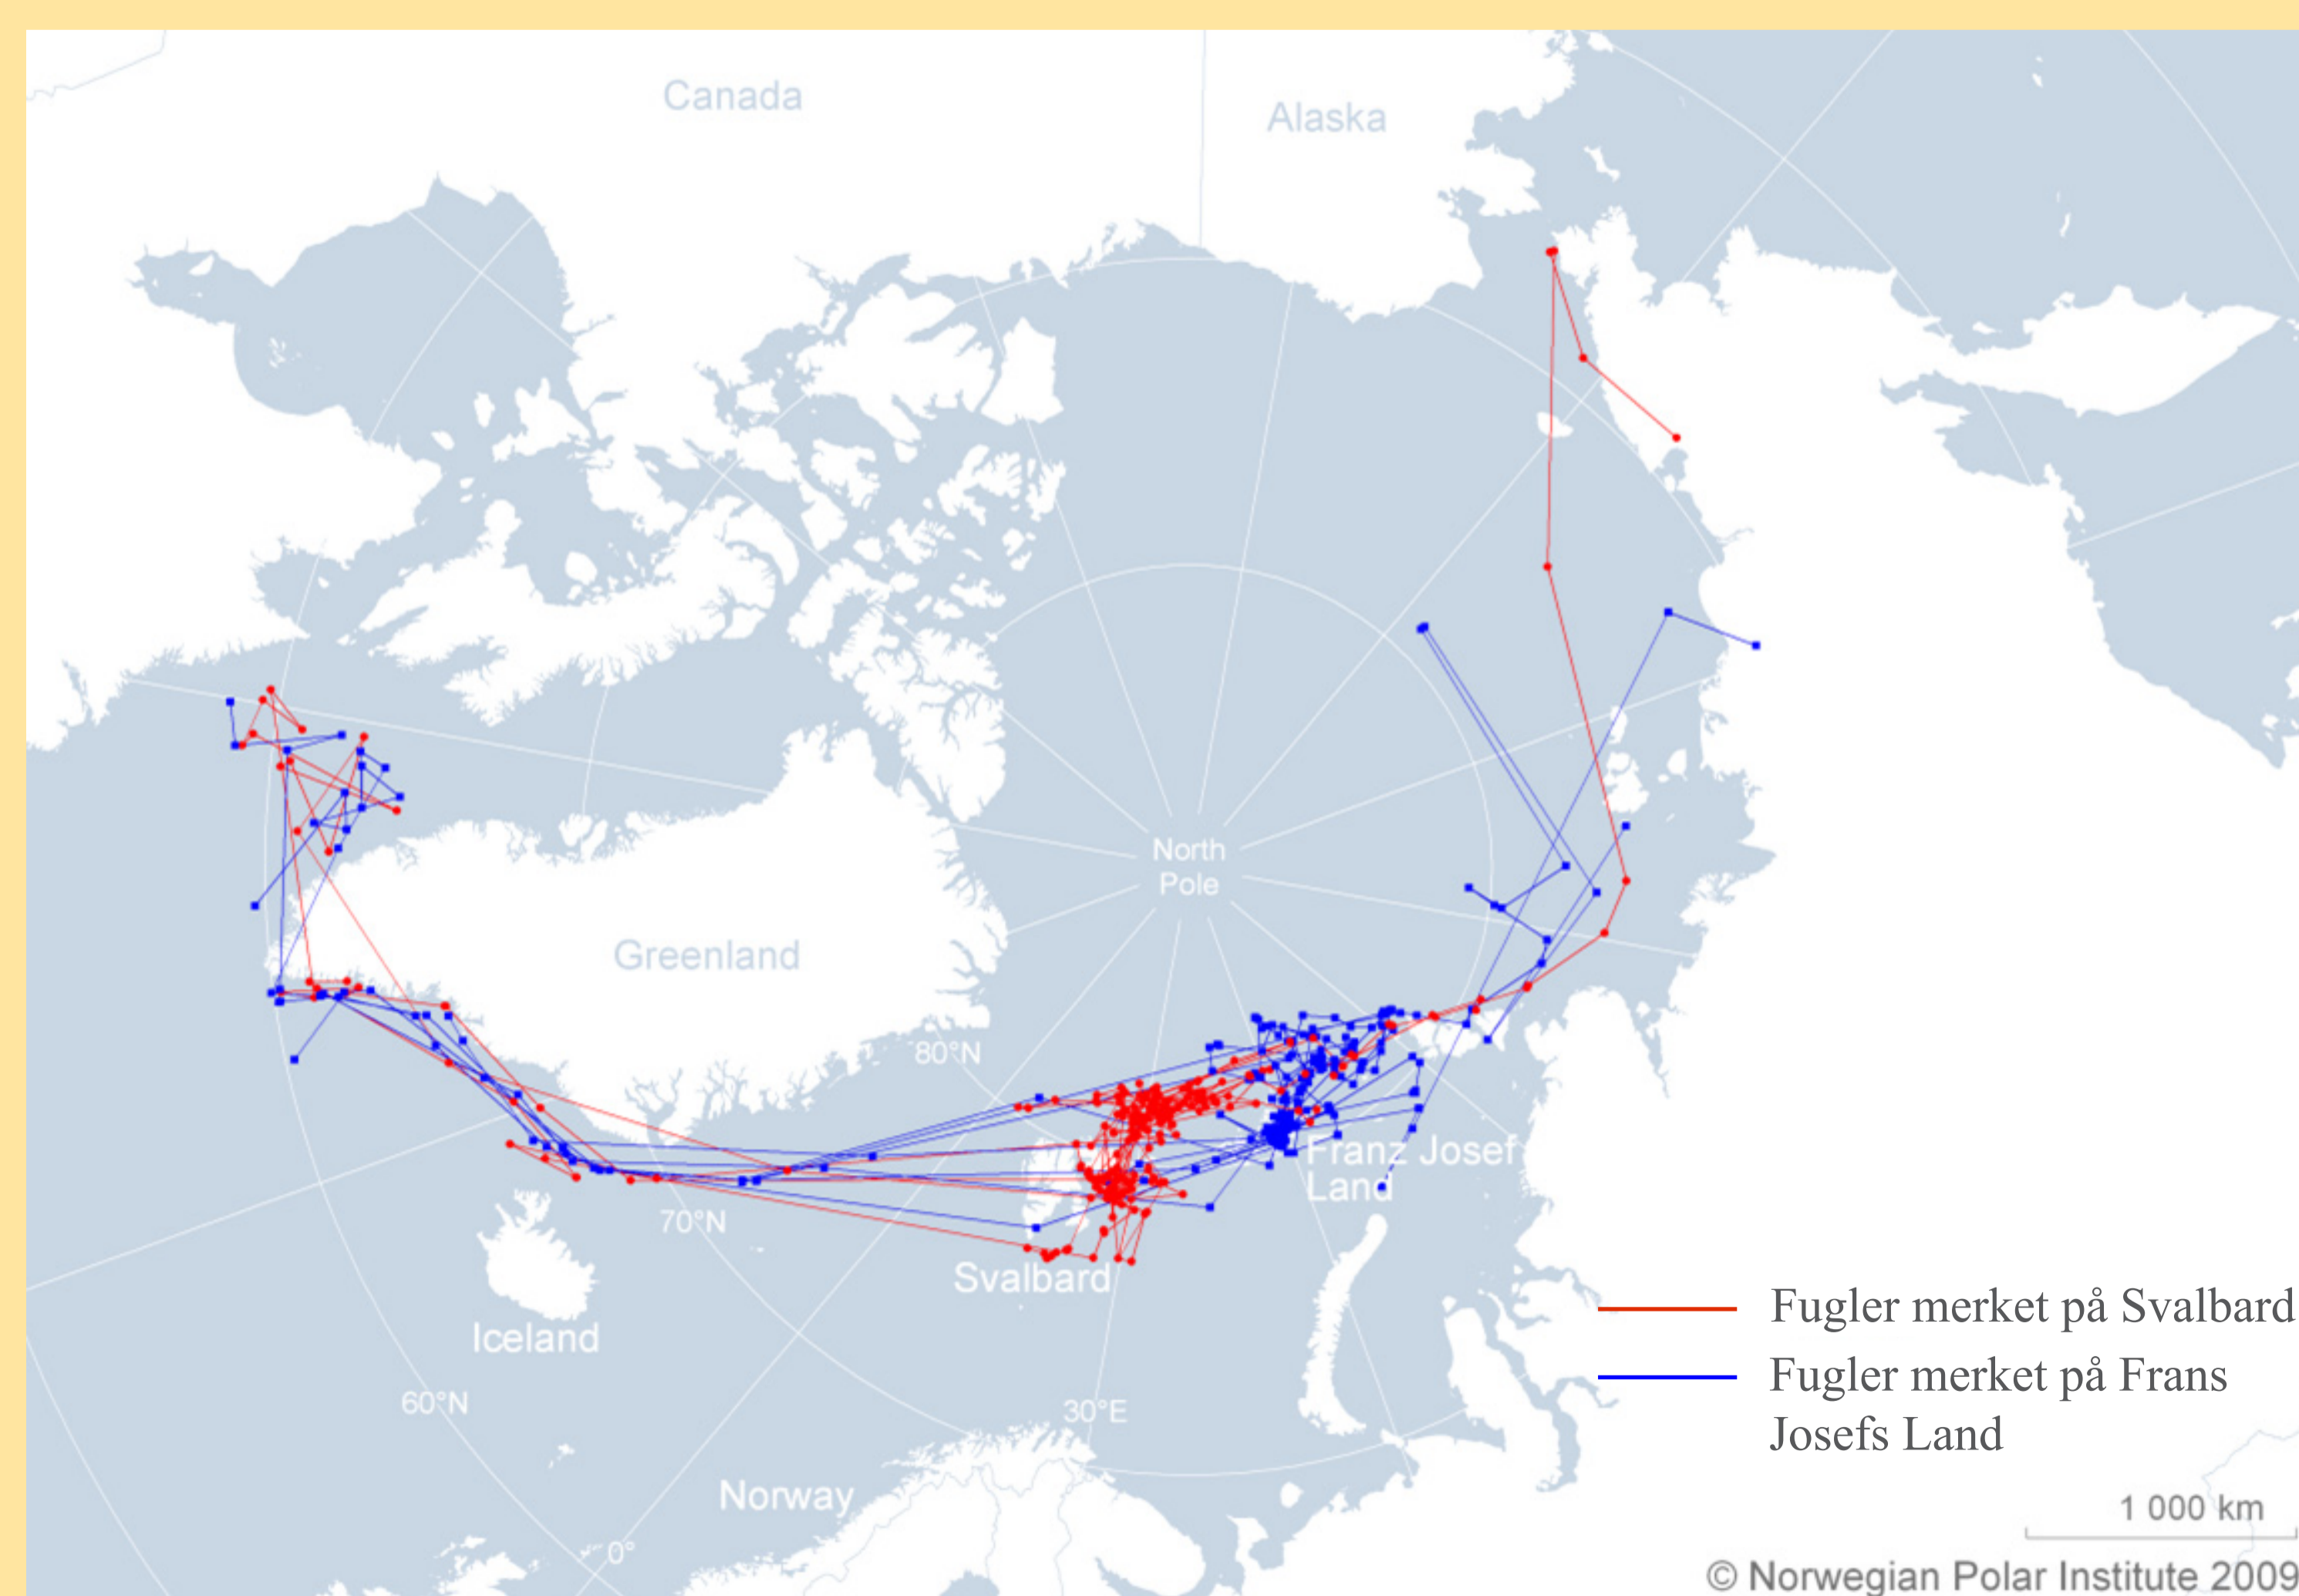 Canada
Alaska
North
Pole
Greenland
80°N
Franz Josef
Land
70°N
Svalbard
Iceland
60°N
30°E
Norway
0°
Fugler merket på Svalbard
Fugler merket på Frans
Josefs Land
1 000 km
© Norwegian Polar Institute 2009